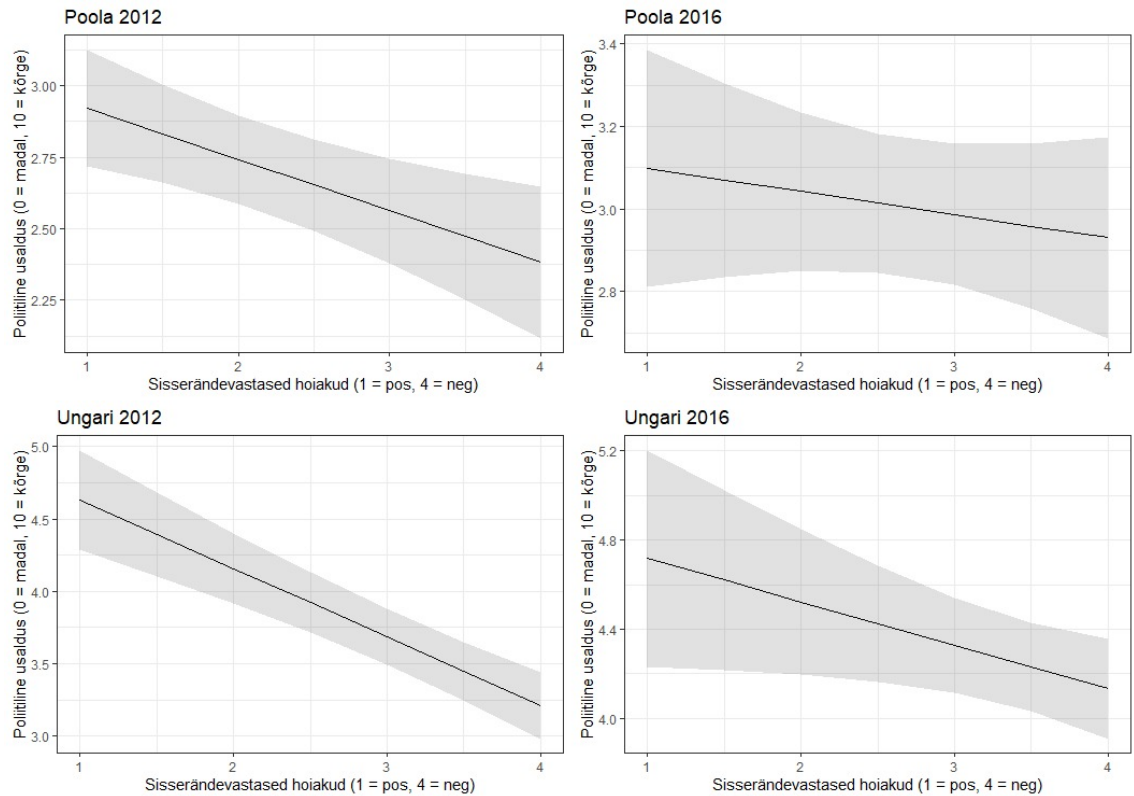 Poola 2012
Poliitiline usaldus (0 = madal, 10 = kõrge)
3.00
2.75
2.50
2.25
1
2
3
4
Sisserändevastased hoiakud (1 = pos, 4 = neg)
Poola 2016
Poliitiline usaldus (0 = madal, 10 = kõrge)
3.4
3.2
3.0
2.8
1
2
3
4
Sisserändevastased hoiakud (1 = pos, 4 = neg)
Ungari 2012
Poliitiline usaldus (0 = madal, 10 = kõrge)
5.0
4.5
4.0
3.5
3.0
1
2
3
4
Sisserändevastased hoiakud (1 = pos, 4 = neg)
Ungari 2016
Poliitiline usaldus (0 = madal, 10 = kõrge)
5.2
4.8
4.4
4.0
1
2
3
4
Sisserändevastased hoiakud (1 = pos, 4 = neg)